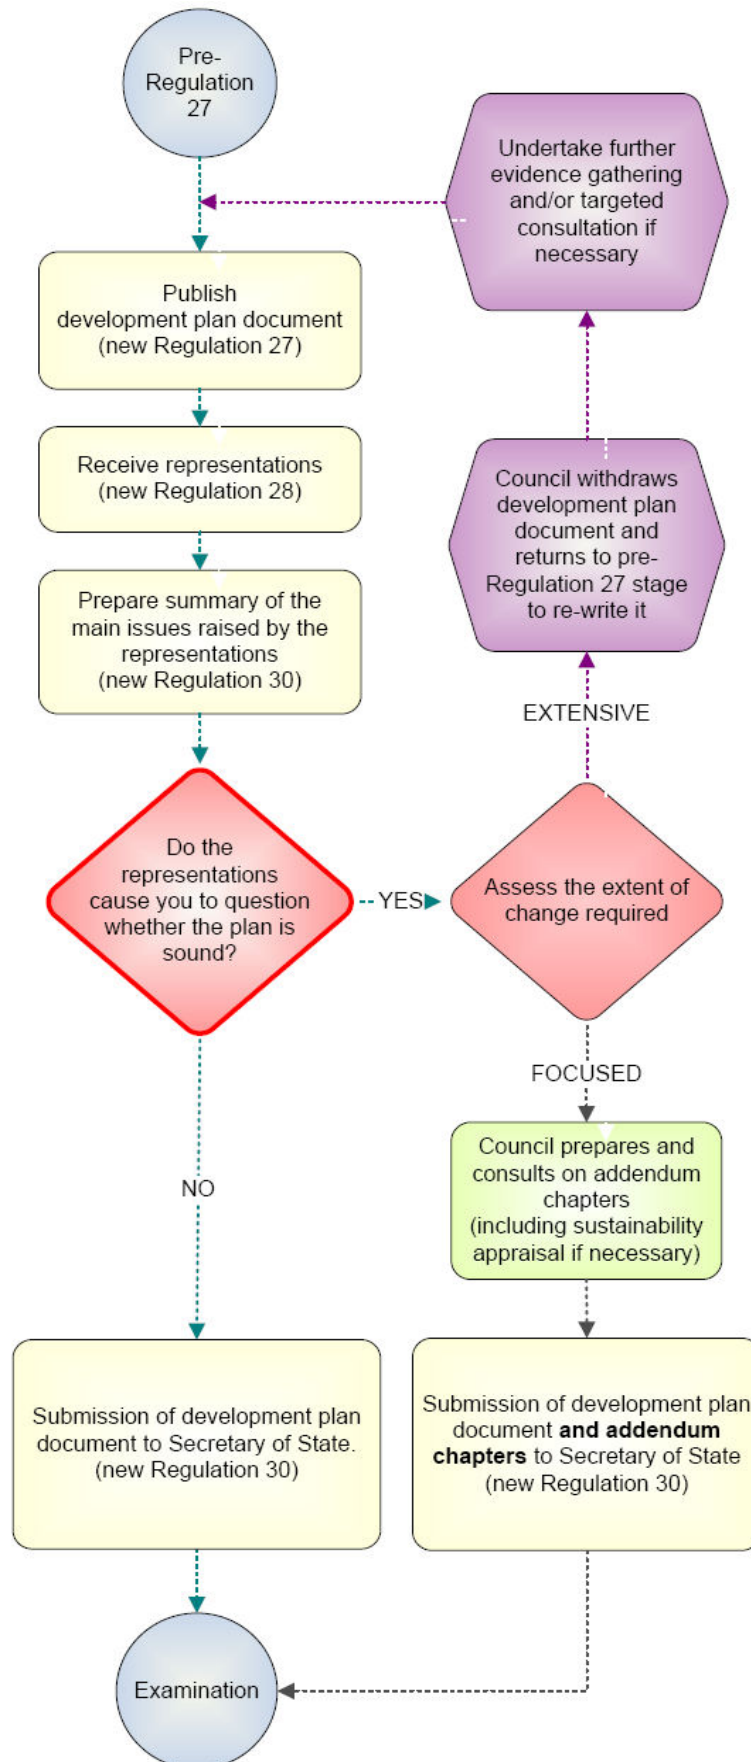 Pre-
Regulation
27
Undertake further
evidence gathering
and/or targeted
consultation if
necessary
Publish
development plan document
(new Regulation 27)
Receive representations
(new Regulation 28)
Council withdraws
development plan
document and
returns to pre-
Regulation 27 stage
to re-write it
Prepare summary of the
main issues raised by the
representations
(new Regulation 30)
EXTENSIVE
Do the
representations
cause you to question
whether the plan is
sound?
YES
Assess the extent of
change required
FOCUSED
NO
Council prepares and
consults on addendum
chapters
(including sustainability
appraisal if necessary)
Submission of development plan
document to Secretary of State.
(new Regulation 30)
Submission of development plan
document and addendum
chapters to Secretary of State
(new Regulation 30)
Examination